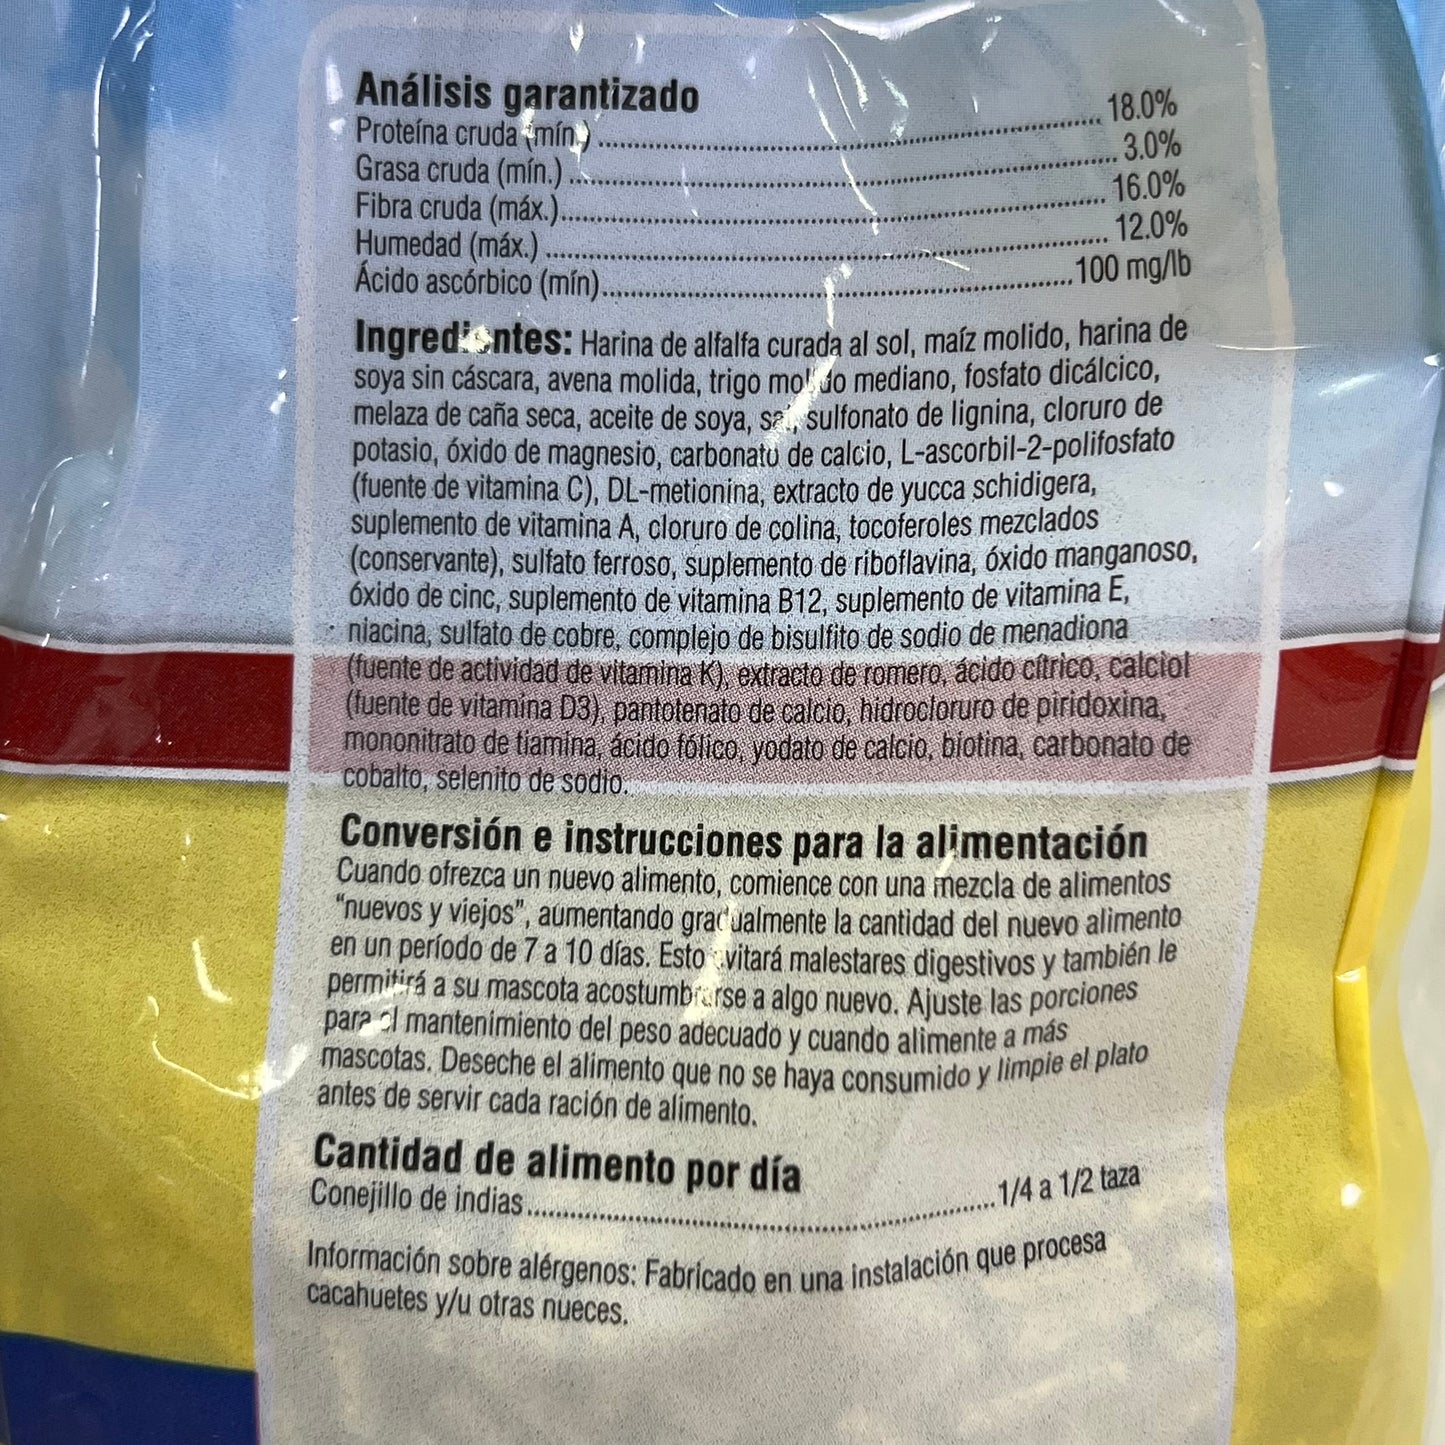 Análisis garantizado
Proteína cruda (mín.) 18.0%
Grasa cruda (mín.) 3.0%
Fibra cruda (máx.) 16.0%
Humedad (máx.) 12.0%
Ácido ascórbico (mín) 100 mg/lb
Ingredientes: Harina de alfalfa curada al sol, maíz molido, harina de
soya sin cáscara, avena molida, trigo molido mediano, fosfato dicálcico,
melaza de caña seca, aceite de soya, sal, sulfonato de lignina, cloruro de
potasio, óxido de magnesio, carbonato de calcio, L-ascorbil-2-polifosfato
(fuente de vitamina C), DL-metionina, extracto de yucca schidigera,
suplemento de vitamina A, cloruro de colina, tocoferoles mezclados
(conservante), sulfato ferroso, suplemento de riboflavina, óxido manganoso,
óxido de cinc, suplemento de vitamina B12, suplemento de vitamina E,
niacina, sulfato de cobre, complejo de bisulfito de sodio de menadiona
(fuente de actividad de vitamina K), extracto de romero, ácido cítrico, calciol
(fuente de vitamina D3), pantotenato de calcio, hidrocloruro de piridoxina,
mononitrato de tiamina, ácido fólico, yodato de calcio, biotina, carbonato de
cobalto, selenito de sodio.
Conversión e instrucciones para la alimentación
Cuando ofrezca un nuevo alimento, comience con una mezcla de alimentos
"nuevos y viejos", aumentando gradualmente la cantidad del nuevo alimento
en un período de 7 a 10 días. Esto evitará malestares digestivos y también le
permitirá a su mascota acostumbrarse a algo nuevo. Ajuste las porciones
para el mantenimiento del peso adecuado y cuando alimente a más
mascotas. Deseche el alimento que no se haya consumido y limpie el plato
antes de servir cada ración de alimento.
Cantidad de alimento por día
Conejillo de indias 1/4 a 1/2 taza
Información sobre alérgenos: Fabricado en una instalación que procesa
cacahuetes y/u otras nueces.